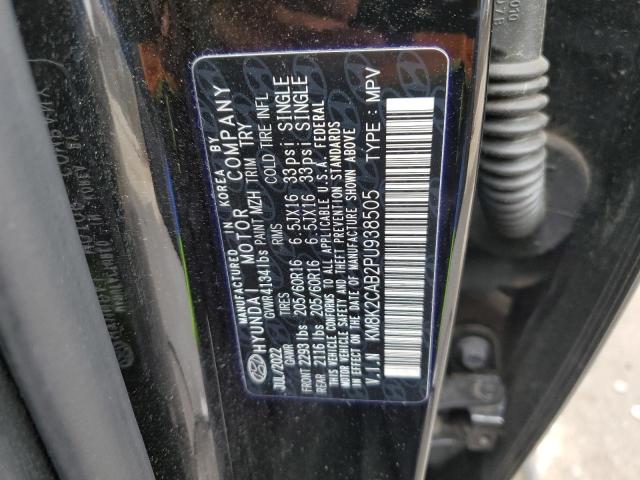 MANUFACTURED IN KOREA BY
HYUNDAI MOTOR COMPANY
JUL/2022 GVWR 4134 lbs PAINT MZH TRIM TRY
GAWR TIRES RIMS COLD TIRE INFL
FRONT 2293 lbs 205/60R16 6.5JX16 33psi SINGLE
REAR 2116 lbs 205/60R16 6.5JX16 33psi SINGLE
THIS VEHICLE CONFORMS TO ALL APPLICABLE U.S.A. FEDERAL
MOTOR VEHICLE SAFETY AND THEFT PREVENTION STANDARDS
IN EFFECT ON THE DATE OF MANUFACTURE SHOWN ABOVE.
V.I.N KM8K2CAB2PU938505 TYPE : MPV